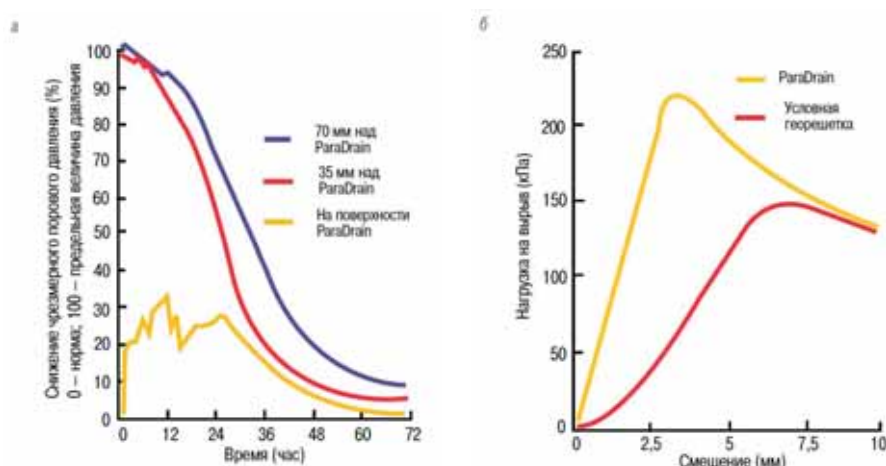 а
Снижение чрезмерного порового давления (%)
0 – норма; 100 – предельная величина давления
100
90
80
70
60
50
40
30
20
10
0
70 мм над
ParaDrain
35 мм над
ParaDrain
На поверхности
ParaDrain
0 12 24 36 48 60 72
Время (час)
б
Нагрузка на вырыв (кПа)
250
200
150
100
50
0
ParaDrain
Условная
георешетка
0 2,5 5 7,5 10
Смешение (мм)